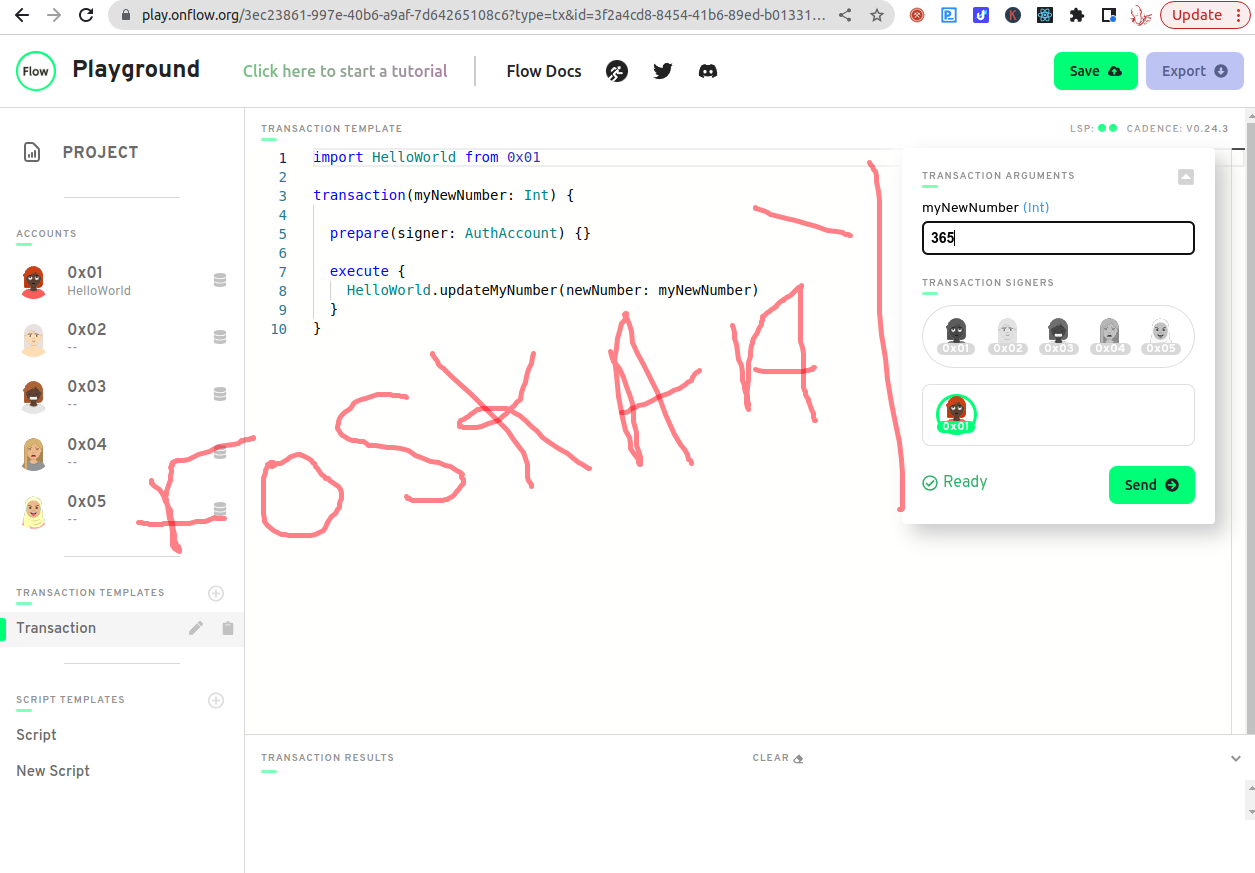 play.onflow.org/3ec23861-997e-40b6-a9af-7d64265108c6?type=tx&id=3f2a4cd8-8454-41b6-89ed-b01331...
Update
Flow
Playground
Click here to start a tutorial
Flow Docs
Save
Export
PROJECT
ACCOUNTS
0x01
HelloWorld
0x02
--
0x03
--
0x04
--
0x05
--
TRANSACTION TEMPLATES
Transaction
SCRIPT TEMPLATES
Script
New Script
TRANSACTION TEMPLATE
LSP:
CADENCE: V0.24.3
1 import HelloWorld from 0x01
2
3 transaction(myNewNumber: Int) {
4
5 prepare(signer: AuthAccount) {}
6
7 execute {
8 HelloWorld.updateMyNumber(newNumber: myNewNumber)
9 }
10 }
TRANSACTION ARGUMENTS
myNewNumber (Int)
365
TRANSACTION SIGNERS
0x01
0x02
0x03
0x04
0x05
0x01
Ready
Send
TRANSACTION RESULTS
CLEAR